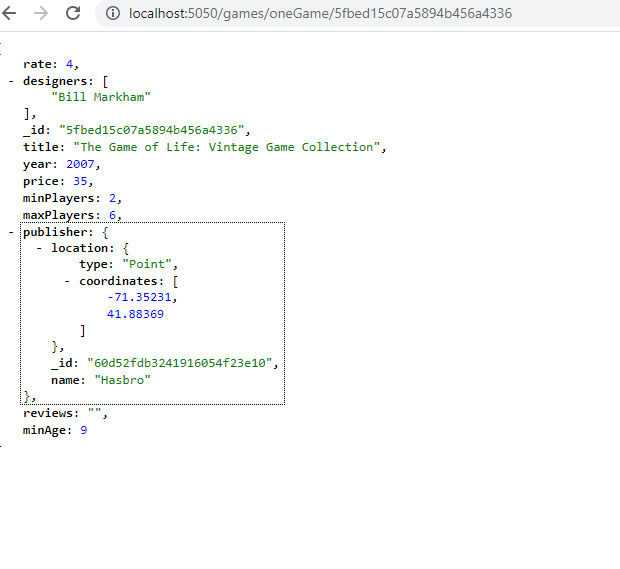 localhost:5050/games/oneGame/5fbed15c07a5894b456a4336
{
rate: 4,
- designers: [
"Bill Markham"
],
_id: "5fbed15c07a5894b456a4336",
title: "The Game of Life: Vintage Game Collection",
year: 2007,
price: 35,
minPlayers: 2,
maxPlayers: 6,
- publisher: {
- location: {
type: "Point",
- coordinates: [
-71.35231,
41.88369
]
},
_id: "60d52fdb3241916054f23e10",
name: "Hasbro"
},
reviews: "",
minAge: 9